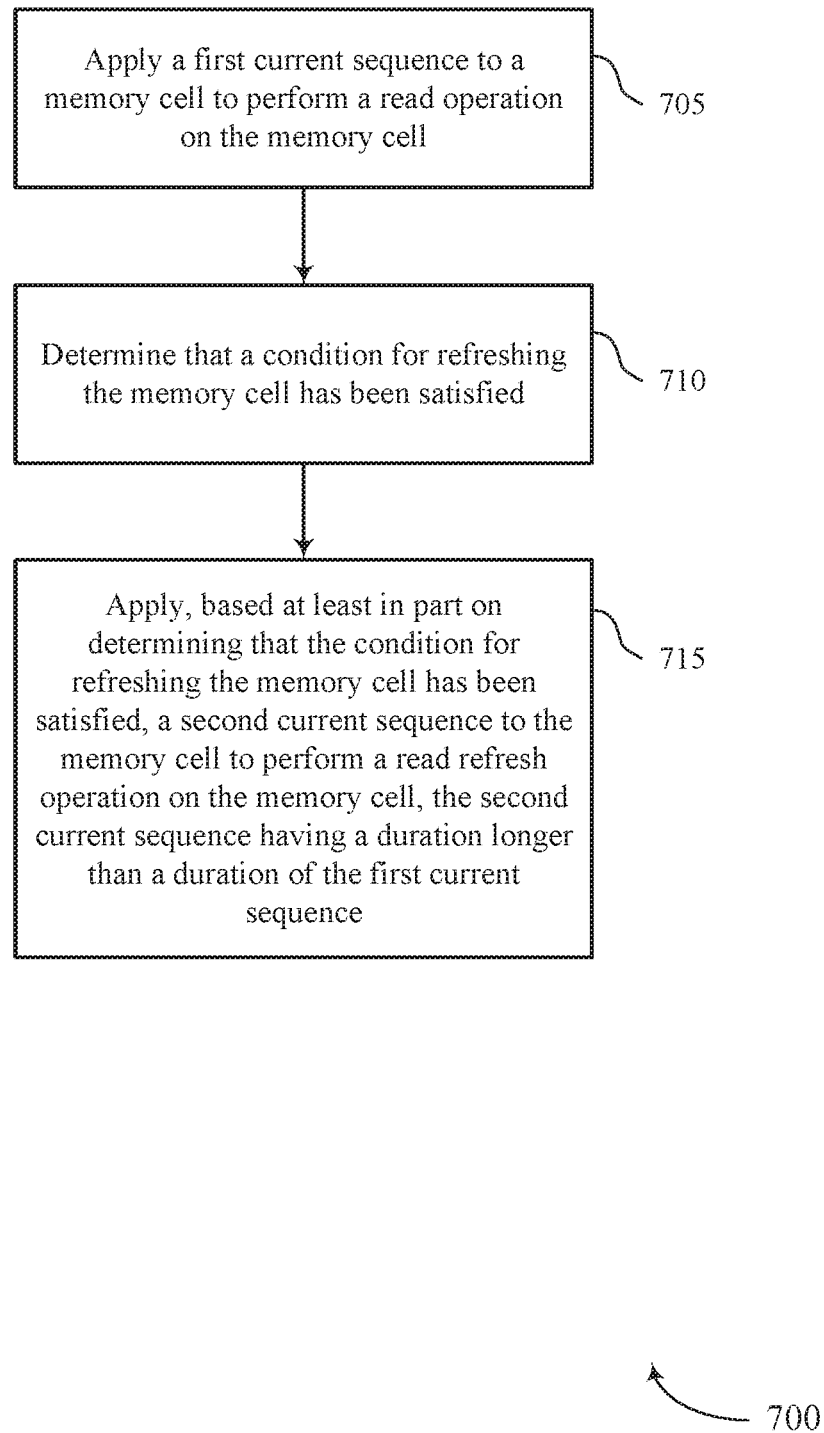 Apply a first current sequence to a
memory cell to perform a read operation
on the memory cell
705
Determine that a condition for refreshing
the memory cell has been satisfied
710
Apply, based at least in part on
determining that the condition for
refreshing the memory cell has been
satisfied, a second current sequence to the
memory cell to perform a read refresh
operation on the memory cell, the second
current sequence having a duration longer
than a duration of the first current
sequence
715
700